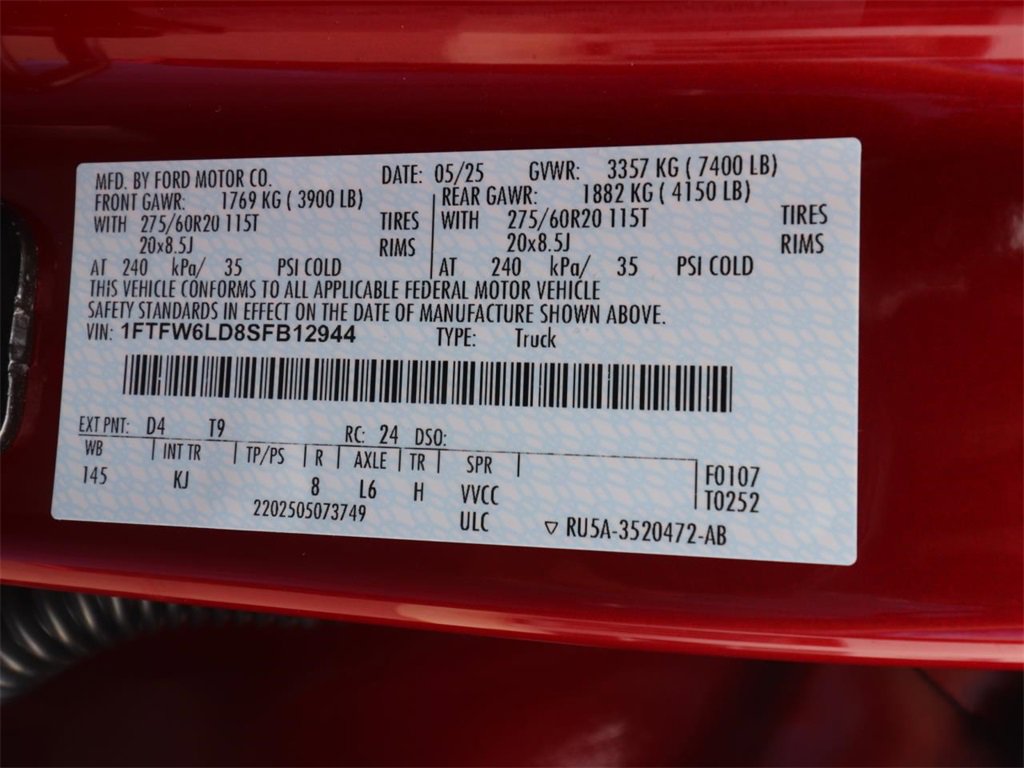 MFD. BY FORD MOTOR CO. DATE: 05/25 GVWR: 3357 KG ( 7400 LB)
FRONT GAWR: 1769 KG ( 3900 LB) REAR GAWR: 1882 KG ( 4150 LB)
WITH 275/60R20 115T TIRES WITH 275/60R20 115T TIRES
20x8.5J RIMS 20x8.5J RIMS
AT 240 kPa/ 35 PSI COLD AT 240 kPa/ 35 PSI COLD
THIS VEHICLE CONFORMS TO ALL APPLICABLE FEDERAL MOTOR VEHICLE
SAFETY STANDARDS IN EFFECT ON THE DATE OF MANUFACTURE SHOWN ABOVE.
VIN: 1FTFW6LD8SFB12944 TYPE: Truck
EXT PNT: D4 T9 RC: 24 DSO:
WB INT TR TP/PS R AXLE TR SPR
145 KJ 8 L6 H VVCC F0107
T0252
2202505073749 ULC RU5A-3520472-AB